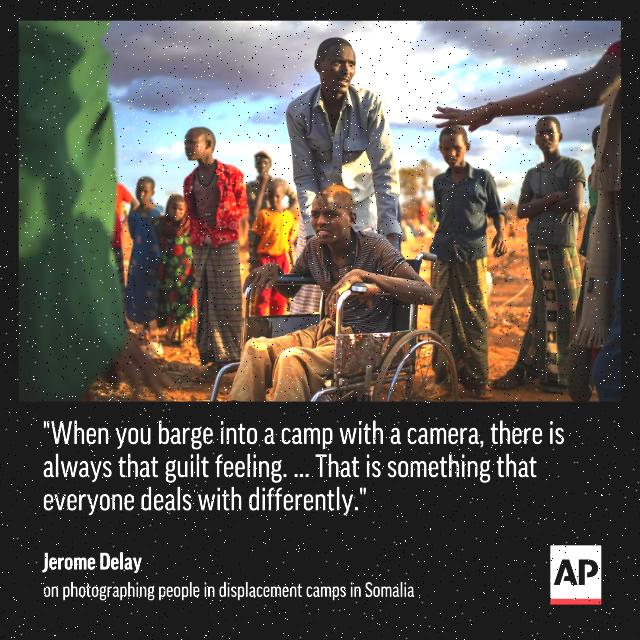 "When you barge into a camp with a camera, there is
always that guilt feeling. ... That is something that
everyone deals with differently."
Jerome Delay
on photographing people in displacement camps in Somalia
AP